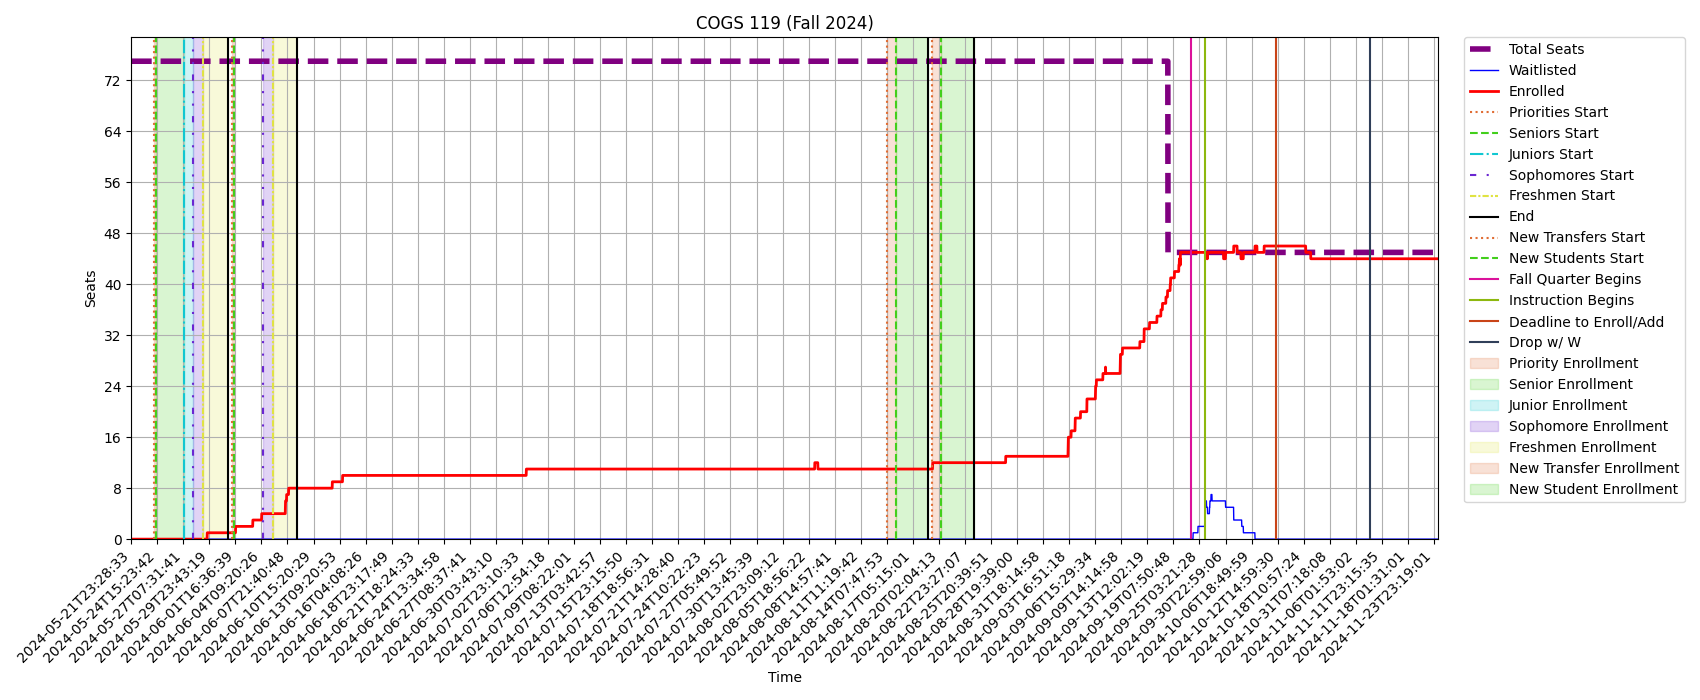 COGS 119 (Fall 2024)
Seats
72
64
56
48
40
32
24
16
8
0
2024-05-21T23:28:33
2024-05-24T15:23:42
2024-05-27T07:31:41
2024-05-29T23:43:19
2024-06-01T16:36:39
2024-06-04T09:20:26
2024-06-07T21:40:48
2024-06-10T15:20:29
2024-06-13T09:20:53
2024-06-16T04:08:26
2024-06-18T23:17:49
2024-06-21T18:24:33
2024-06-24T13:34:58
2024-06-27T08:37:41
2024-06-30T03:43:10
2024-07-02T23:10:33
2024-07-06T12:54:18
2024-07-09T08:22:01
2024-07-13T03:42:57
2024-07-15T23:15:50
2024-07-18T18:56:31
2024-07-21T14:28:40
2024-07-24T10:22:23
2024-07-27T05:49:52
2024-07-30T13:45:39
2024-08-02T23:09:12
2024-08-05T18:56:22
2024-08-08T14:57:41
2024-08-11T11:19:42
2024-08-14T07:47:53
2024-08-17T05:15:01
2024-08-20T02:04:13
2024-08-22T23:27:07
2024-08-25T20:39:51
2024-08-28T19:39:00
2024-08-31T18:14:58
2024-09-03T16:51:18
2024-09-06T15:29:34
2024-09-09T14:14:58
2024-09-13T12:02:19
2024-09-19T07:50:48
2024-09-25T03:21:28
2024-09-30T22:59:06
2024-10-06T18:49:59
2024-10-12T14:59:30
2024-10-18T10:57:24
2024-10-31T07:18:08
2024-11-06T01:53:02
2024-11-11T23:15:35
2024-11-18T01:31:01
2024-11-23T23:19:01
Time
Total Seats
Waitlisted
Enrolled
Priorities Start
Seniors Start
Juniors Start
Sophomores Start
Freshmen Start
End
New Transfers Start
New Students Start
Fall Quarter Begins
Instruction Begins
Deadline to Enroll/Add
Drop w/ W
Priority Enrollment
Senior Enrollment
Junior Enrollment
Sophomore Enrollment
Freshmen Enrollment
New Transfer Enrollment
New Student Enrollment